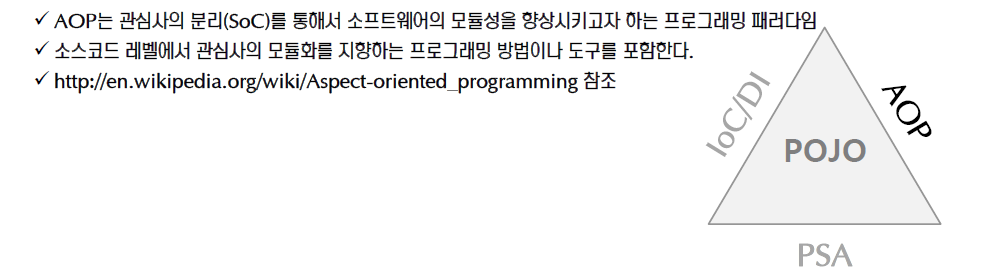 ✓ AOP는 관심사의 분리(SoC)를 통해서 소프트웨어의 모듈성을 향상시키고자 하는 프로그래밍 패러다임
✓ 소스코드 레벨에서 관심사의 모듈화를 지향하는 프로그래밍 방법이나 도구를 포함한다.
✓ http://en.wikipedia.org/wiki/Aspect-oriented_programming 참조
IoC/DI
AOP
POJO
PSA